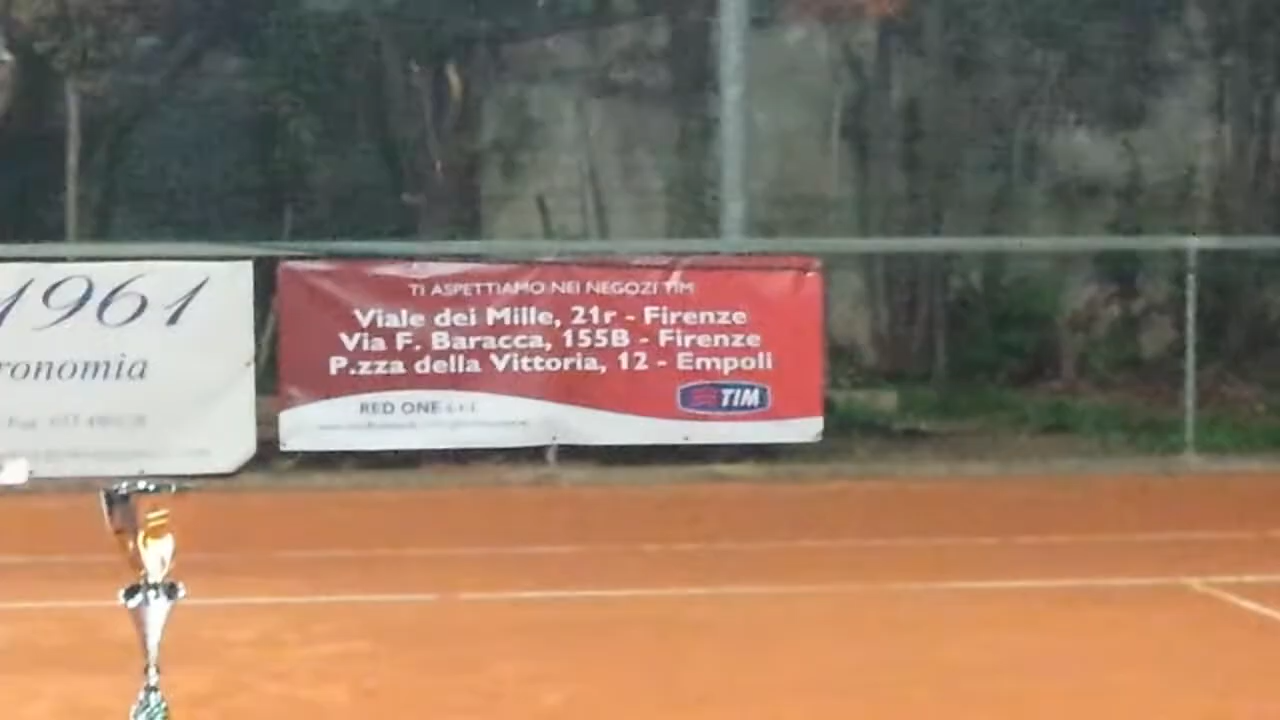 1961
ronomia
TI ASPETTIAMO NEI NEGOZI TIM
Viale dei Mille, 21r - Firenze
Via F. Baracca, 155B - Firenze
P.zza della Vittoria, 12 - Empoli
TIM
RED ONE s.r.l.